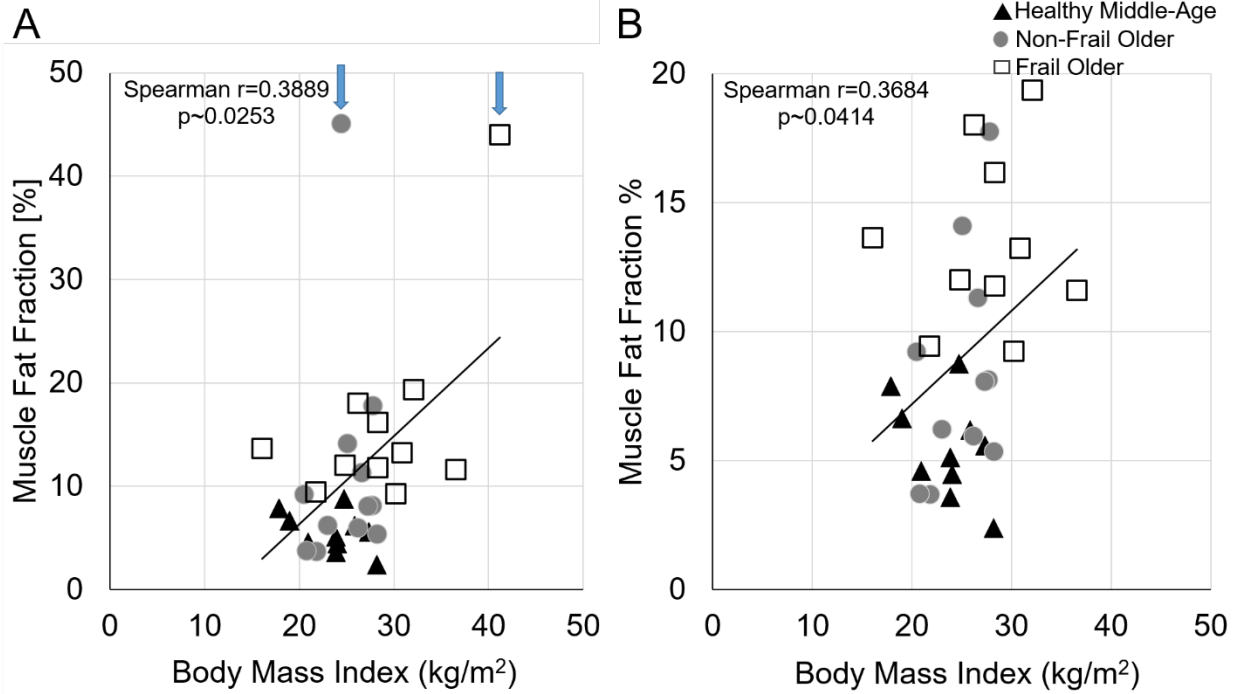 A
50
40
30
20
10
0
Muscle Fat Fraction [%]
Spearman r=0.3889
p~0.0253
0 10 20 30 40 50
Body Mass Index (kg/m²)
B
Healthy Middle-Age
Non-Frail Older
Frail Older
20
15
10
5
0
Muscle Fat Fraction %
Spearman r=0.3684
p~0.0414
0 10 20 30 40 50
Body Mass Index (kg/m²)